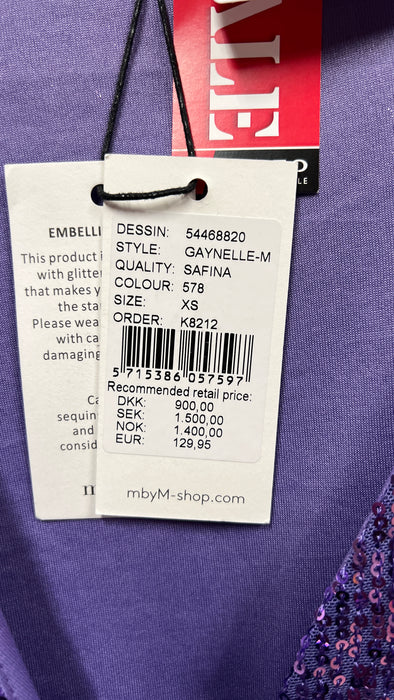 ALE
LE
EMBELLI
This product i
with glitte
that makes y
the sta
Please wea
with ca
damaging
Ca
sequin
and
consid
DESSIN: 54468820
STYLE: GAYNELLE-M
QUALITY: SAFINA
COLOUR: 578
SIZE: XS
ORDER: K8212
5 715386 057597
Recommended retail price:
DKK: 900,00
SEK: 1.500,00
NOK: 1.400,00
EUR: 129,95
mbyM-shop.com